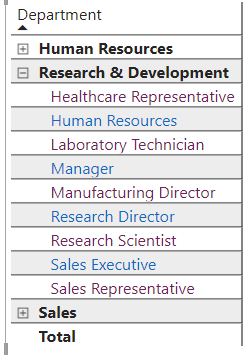 Department
Human Resources
Research & Development
Healthcare Representative
Human Resources
Laboratory Technician
Manager
Manufacturing Director
Research Director
Research Scientist
Sales Executive
Sales Representative
Sales
Total